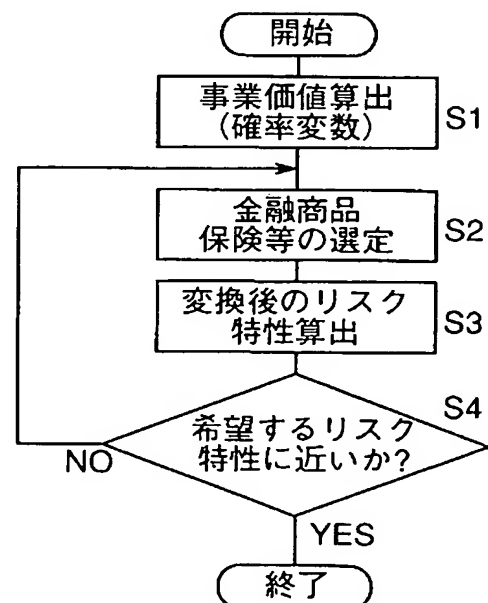 開始
事業価値算出
(確率変数)
S1
金融商品
保険等の選定
S2
変換後のリスク
特性算出
S3
S4
希望するリスク
特性に近いか?
NO
YES
終了